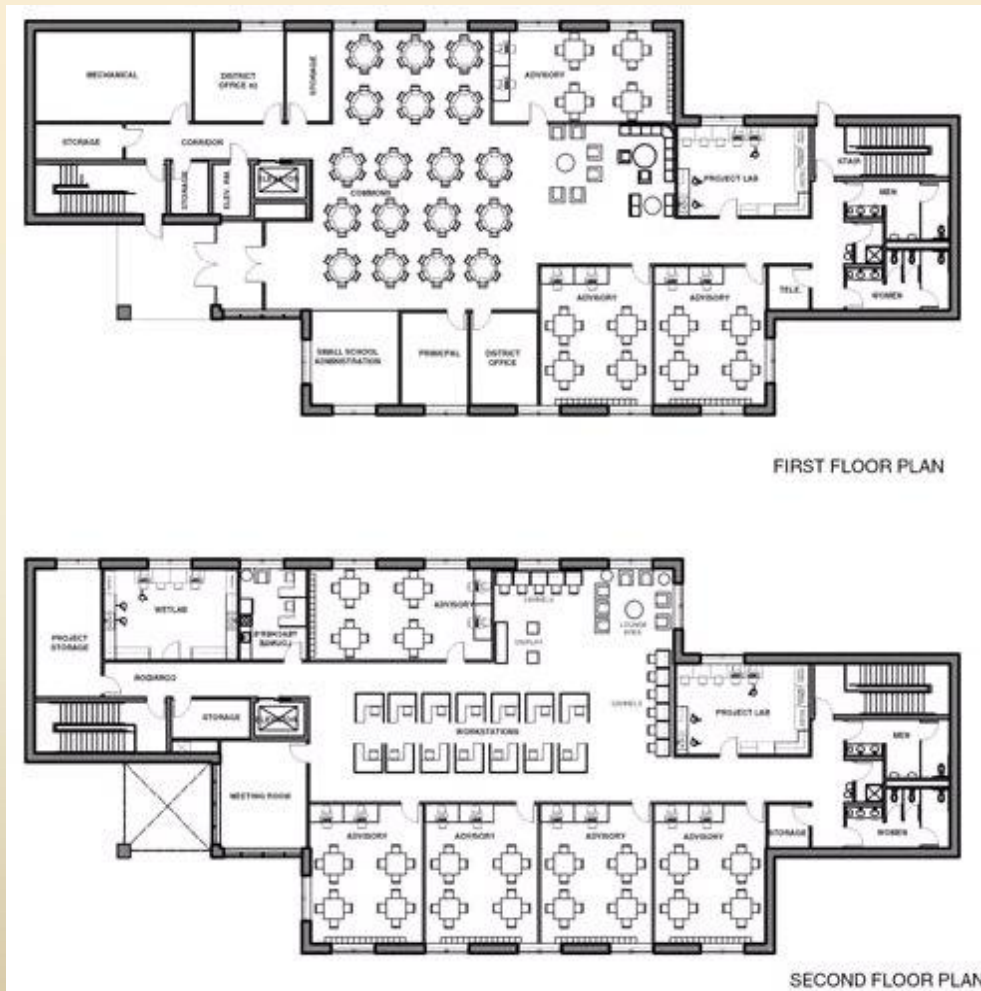 MECHANICAL
DISTRICT
OFFICE #2
STORAGE
ADVISORY
STORAGE
CORRIDOR
STORAGE
ELEV. RM.
ELEVATOR
COMMONS
PROJECT LAB
STAIR
MEN
WOMEN
TELE.
ADVISORY
ADVISORY
SMALL SCHOOL
ADMINISTRATION
PRINCIPAL
DISTRICT
OFFICE
FIRST FLOOR PLAN
PROJECT
STORAGE
WETLAB
ADVISORY
CARRELS
DISPLAY
LOUNGE
STORAGE
ELEVATOR
WORKSTATIONS
CARRELS
PROJECT LAB
MEN
WOMEN
MEETING ROOM
ADVISORY
ADVISORY
ADVISORY
ADVISORY
STORAGE
SECOND FLOOR PLAN